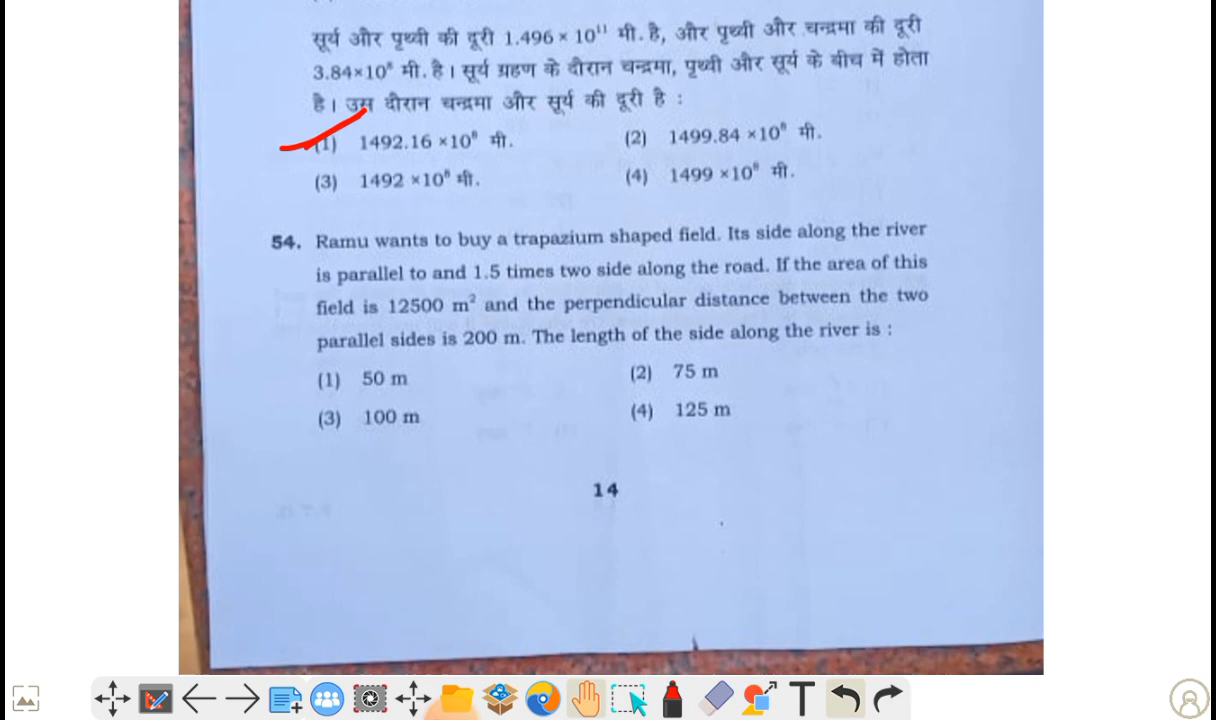 सूर्य और पृथ्वी की दूरी 1.496 × 10¹¹ मी. है, और पृथ्वी और चन्द्रमा की दूरी
3.84×10⁸ मी. है। सूर्य ग्रहण के दौरान चन्द्रमा, पृथ्वी और सूर्य के बीच में होता
है। उस दौरान चन्द्रमा और सूर्य की दूरी है :
(1) 1492.16 ×10⁸ मी. (2) 1499.84 ×10⁸ मी.
(3) 1492 ×10⁸ मी. (4) 1499 ×10⁸ मी.
54. Ramu wants to buy a trapazium shaped field. Its side along the river
is parallel to and 1.5 times two side along the road. If the area of this
field is 12500 m² and the perpendicular distance between the two
parallel sides is 200 m. The length of the side along the river is :
(1) 50 m (2) 75 m
(3) 100 m (4) 125 m
14
T